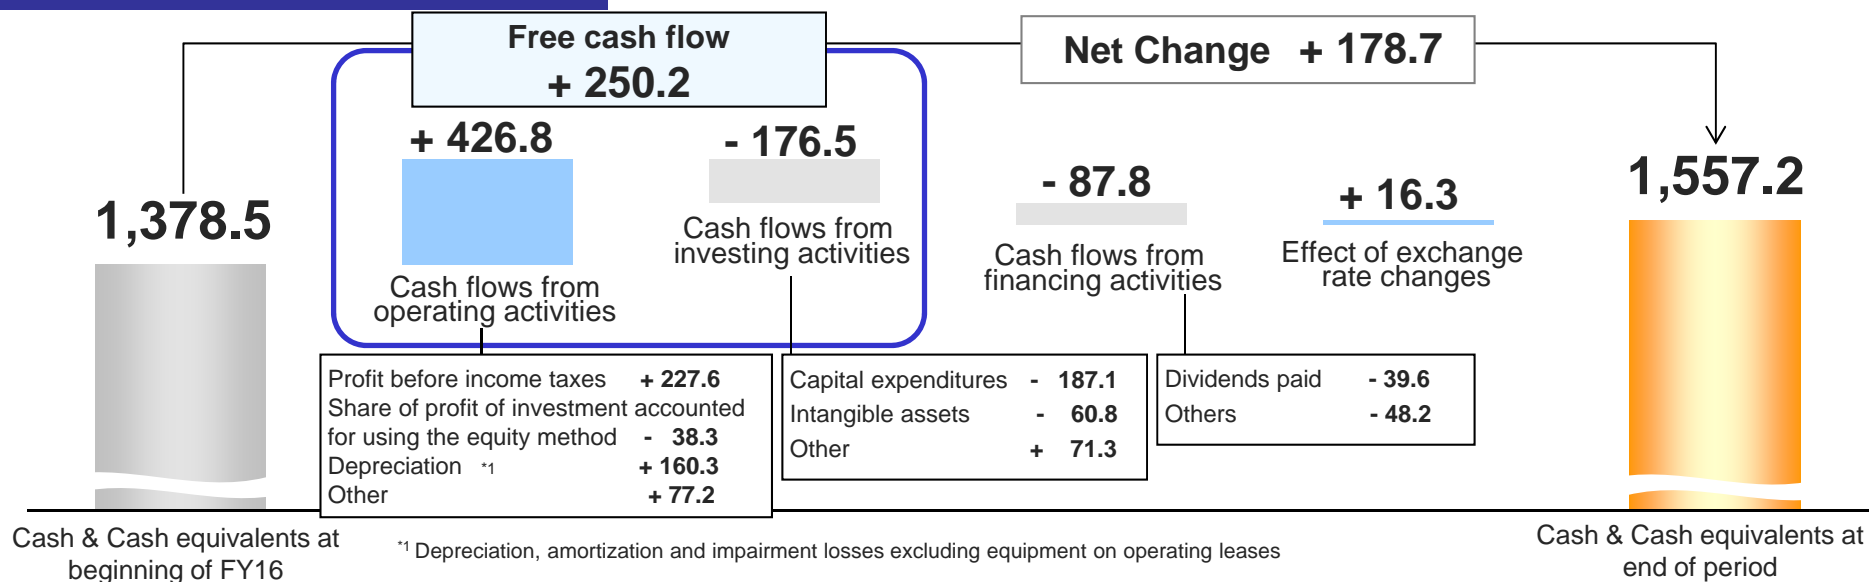 Free cash flow
+ 250.2
Net Change + 178.7
1,378.5
+ 426.8
- 176.5
- 87.8
+ 16.3
1,557.2
Cash flows from
operating activities
Cash flows from
investing activities
Cash flows from
financing activities
Effect of exchange
rate changes
Profit before income taxes + 227.6
Share of profit of investment accounted
for using the equity method - 38.3
Depreciation *1 + 160.3
Other + 77.2
Capital expenditures - 187.1
Intangible assets - 60.8
Other + 71.3
Dividends paid - 39.6
Others - 48.2
Cash & Cash equivalents at
beginning of FY16
*1 Depreciation, amortization and impairment losses excluding equipment on operating leases
Cash & Cash equivalents at
end of period